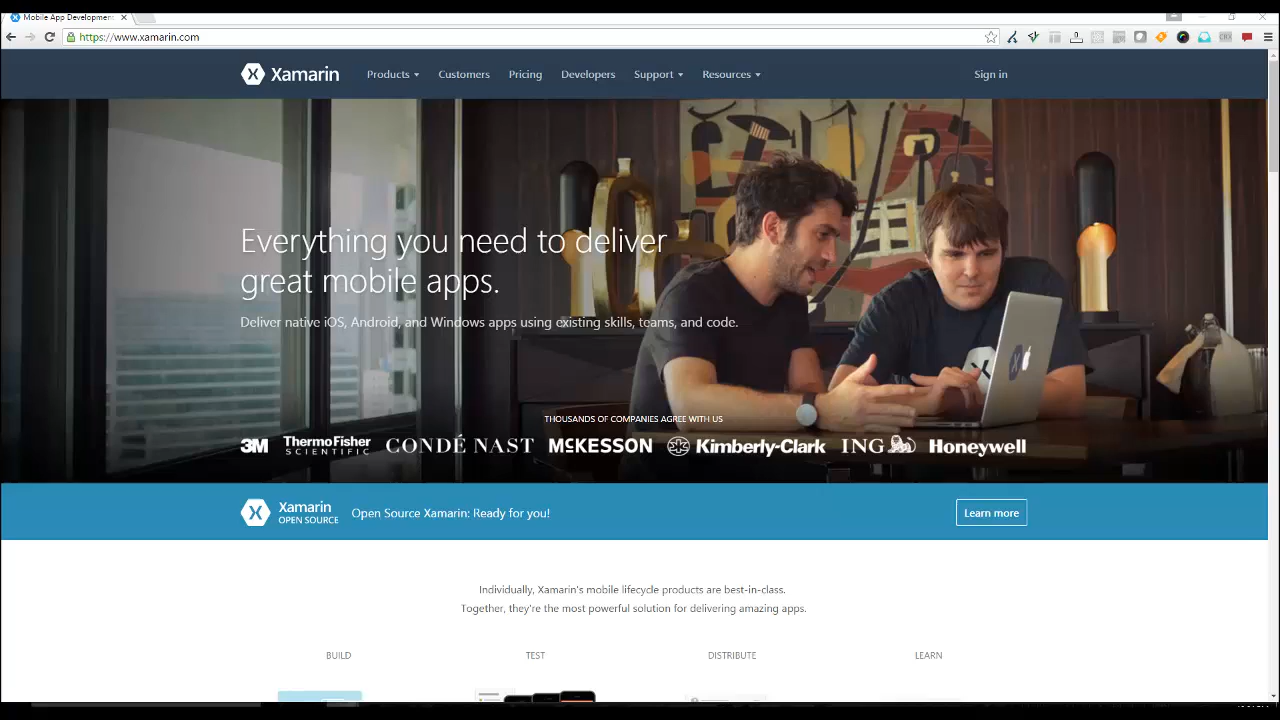 Mobile App Development
https://www.xamarin.com
Xamarin
Products
Customers
Pricing
Developers
Support
Resources
Sign in
Everything you need to deliver
great mobile apps.
Deliver native iOS, Android, and Windows apps using existing skills, teams, and code.
THOUSANDS OF COMPANIES AGREE WITH US
3M
ThermoFisher
SCIENTIFIC
CONDÉ NAST
McKESSON
Kimberly-Clark
ING
Honeywell
Xamarin
OPEN SOURCE
Open Source Xamarin: Ready for you!
Learn more
Individually, Xamarin's mobile lifecycle products are best-in-class.
Together, they're the most powerful solution for delivering amazing apps.
BUILD
TEST
DISTRIBUTE
LEARN